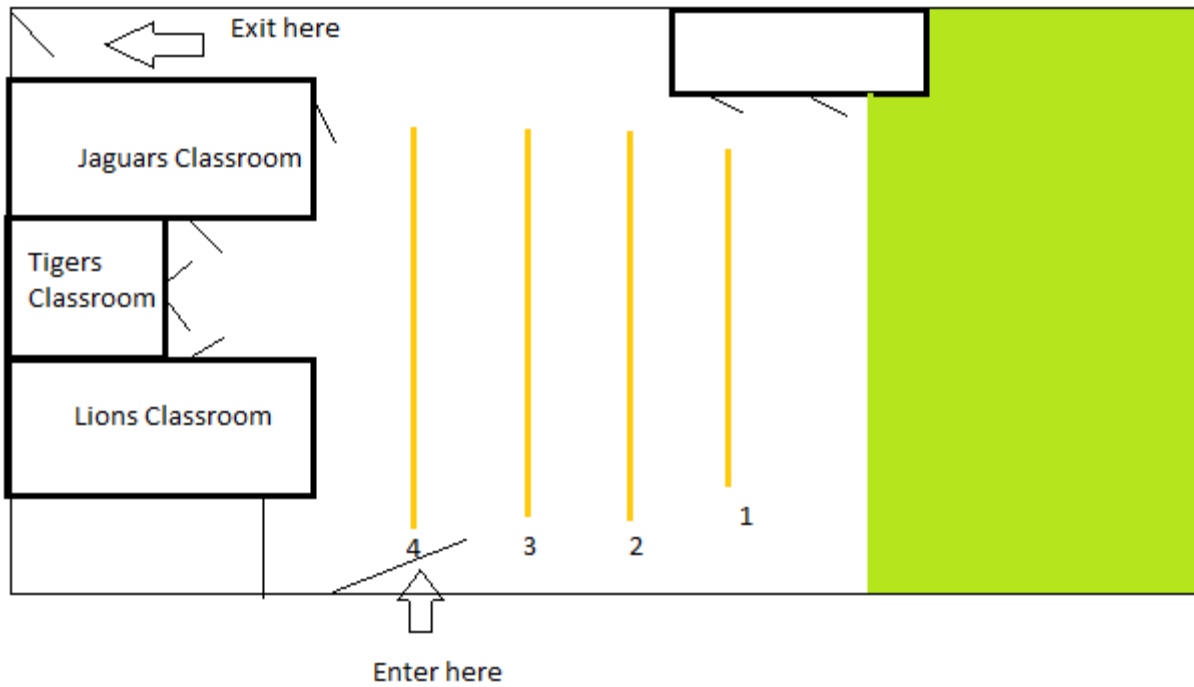 Exit here
Jaguars Classroom
Tigers
Classroom
Lions Classroom
4
3
2
1
Enter here